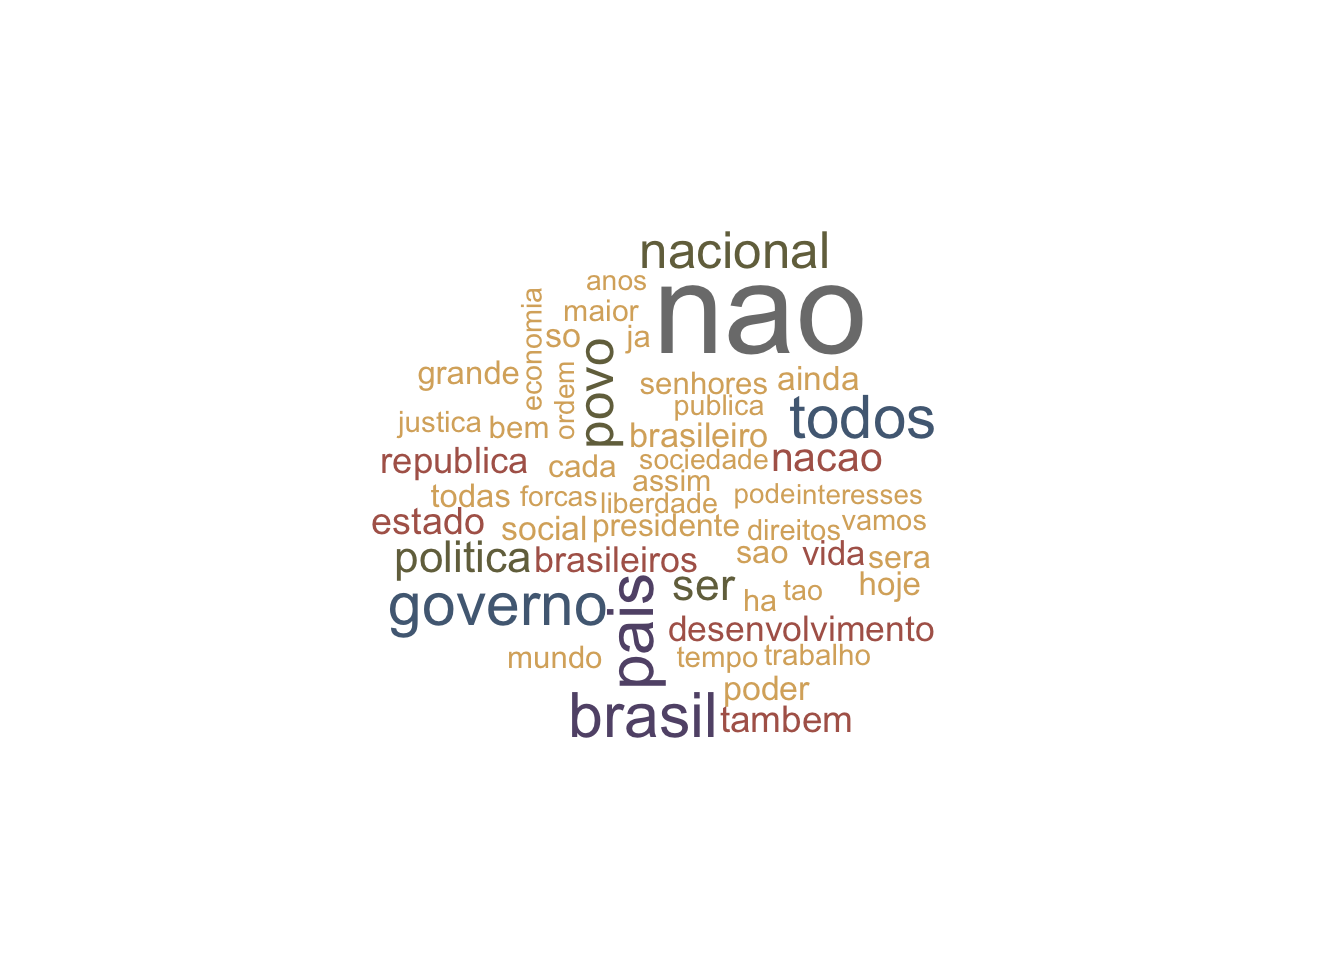 nacional
anos
nao
economia
maior
so
ja
povo
grande
ordem
senhores
ainda
publica
todos
justica
bem
brasileiro
republica
cada
sociedade
nacao
assim
todas
forcas
liberdade
pode
interesses
estado
social
presidente
direitos
vamos
politica
brasileiros
sao
vida
sera
governo
pais
ser
ha
tao
hoje
desenvolvimento
mundo
tempo
trabalho
poder
brasil
tambem